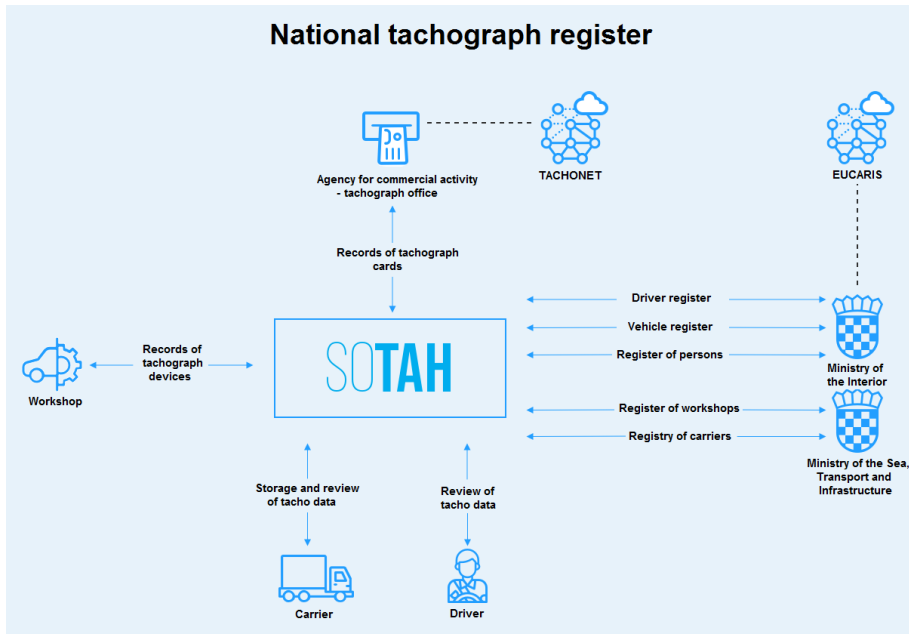 National tachograph register
TACHONET
EUCARIS
Agency for commercial activity
- tachograph office
Records of tachograph
cards
Driver register
Vehicle register
Register of persons
Ministry of
the Interior
Records of
tachograph
devices
Workshop
SOTAH
Register of workshops
Registry of carriers
Ministry of the Sea,
Transport and
Infrastructure
Storage and review
of tacho data
Review of
tacho data
Carrier
Driver